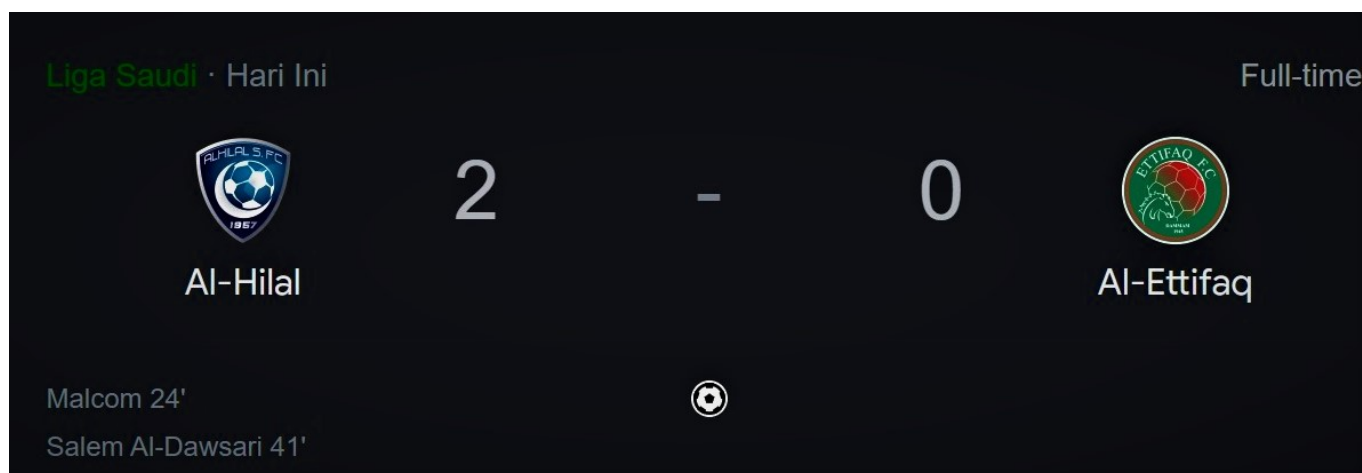 Liga Saudi · Hari Ini
Full-time
ALHILAL S.FC
1957
2 - 0
ETTIFAQ F.C
Al-Hilal
Al-Ettifaq
Malcom 24'
Salem Al-Dawsari 41'